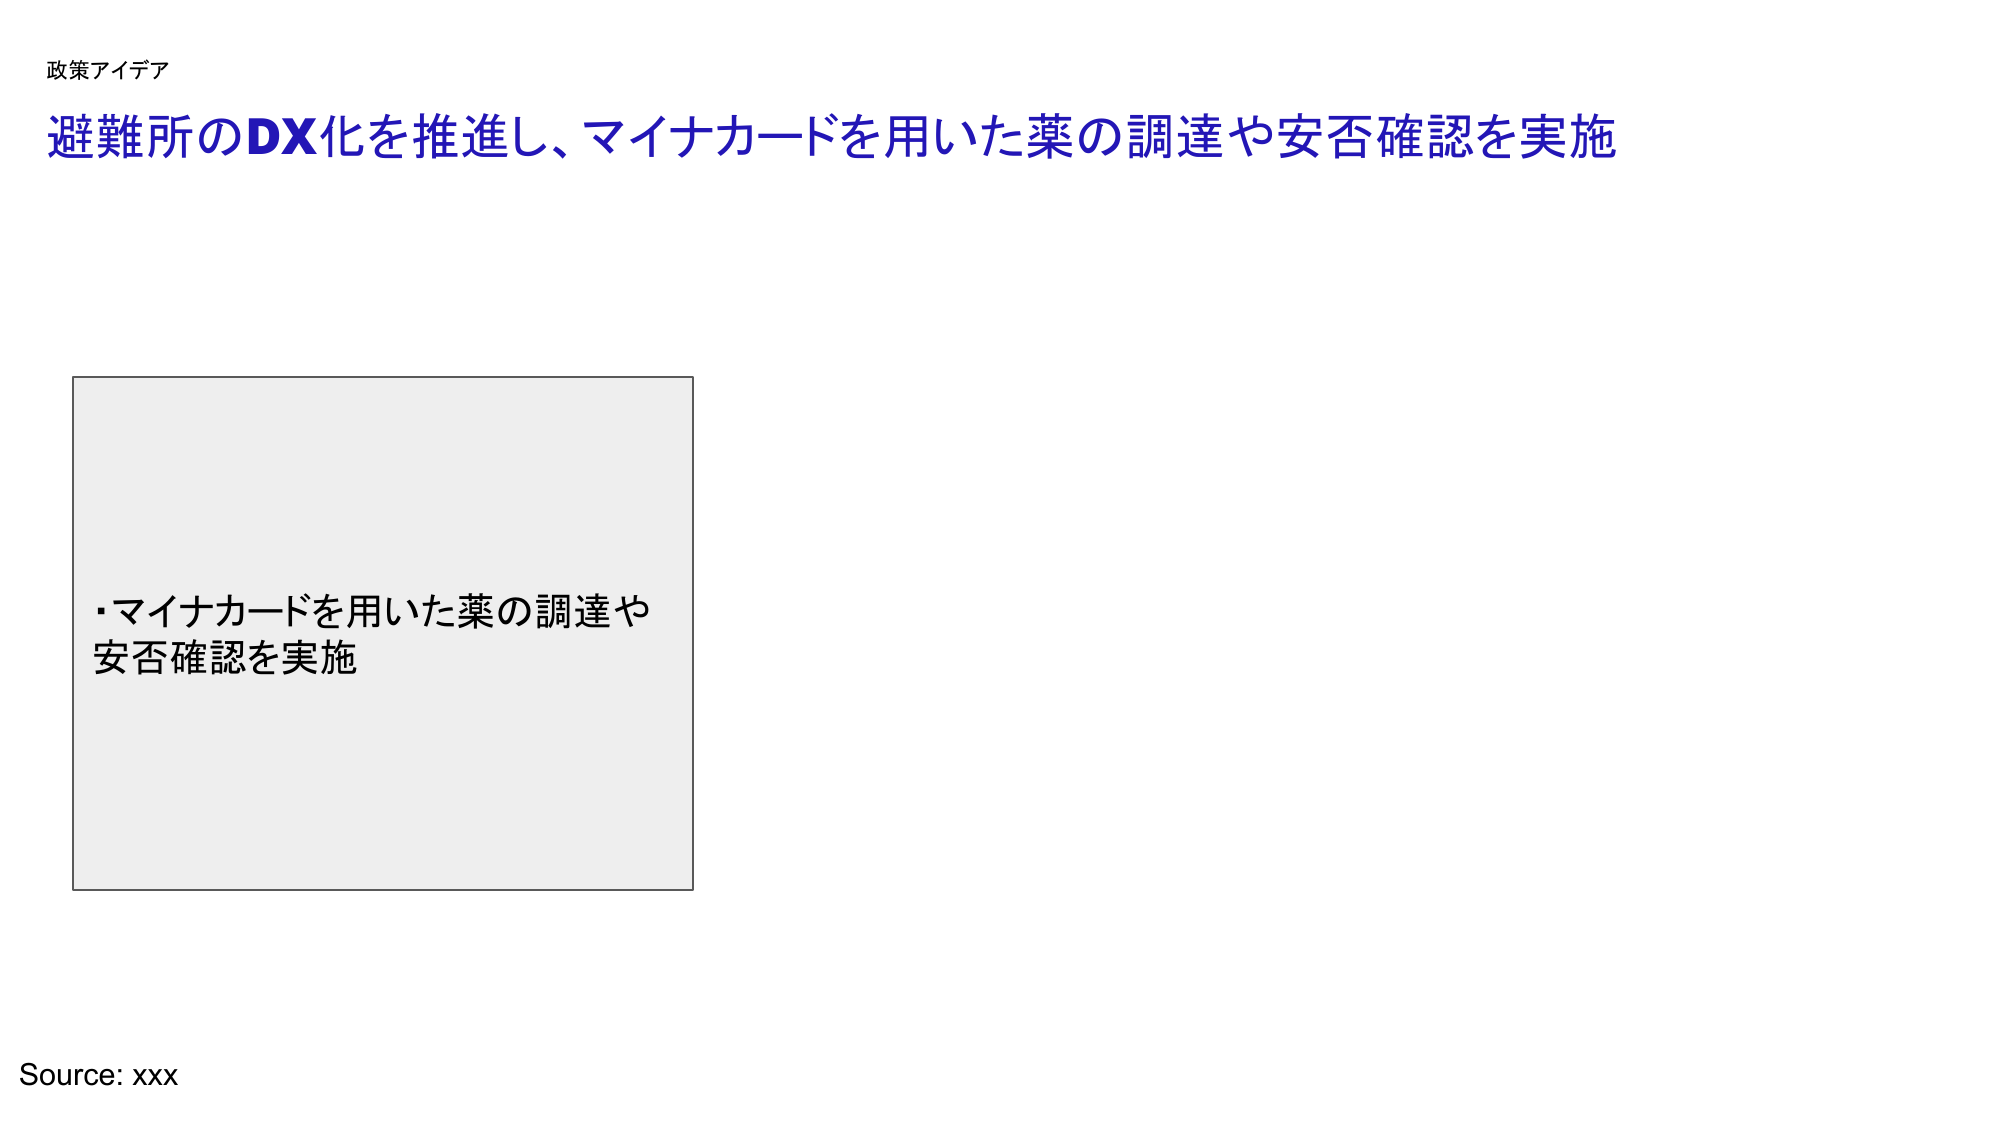 政策アイデア
避難所のDX化を推進し、マイナカードを用いた薬の調達や安否確認を実施
・マイナカードを用いた薬の調達や
安否確認を実施
Source: xxx